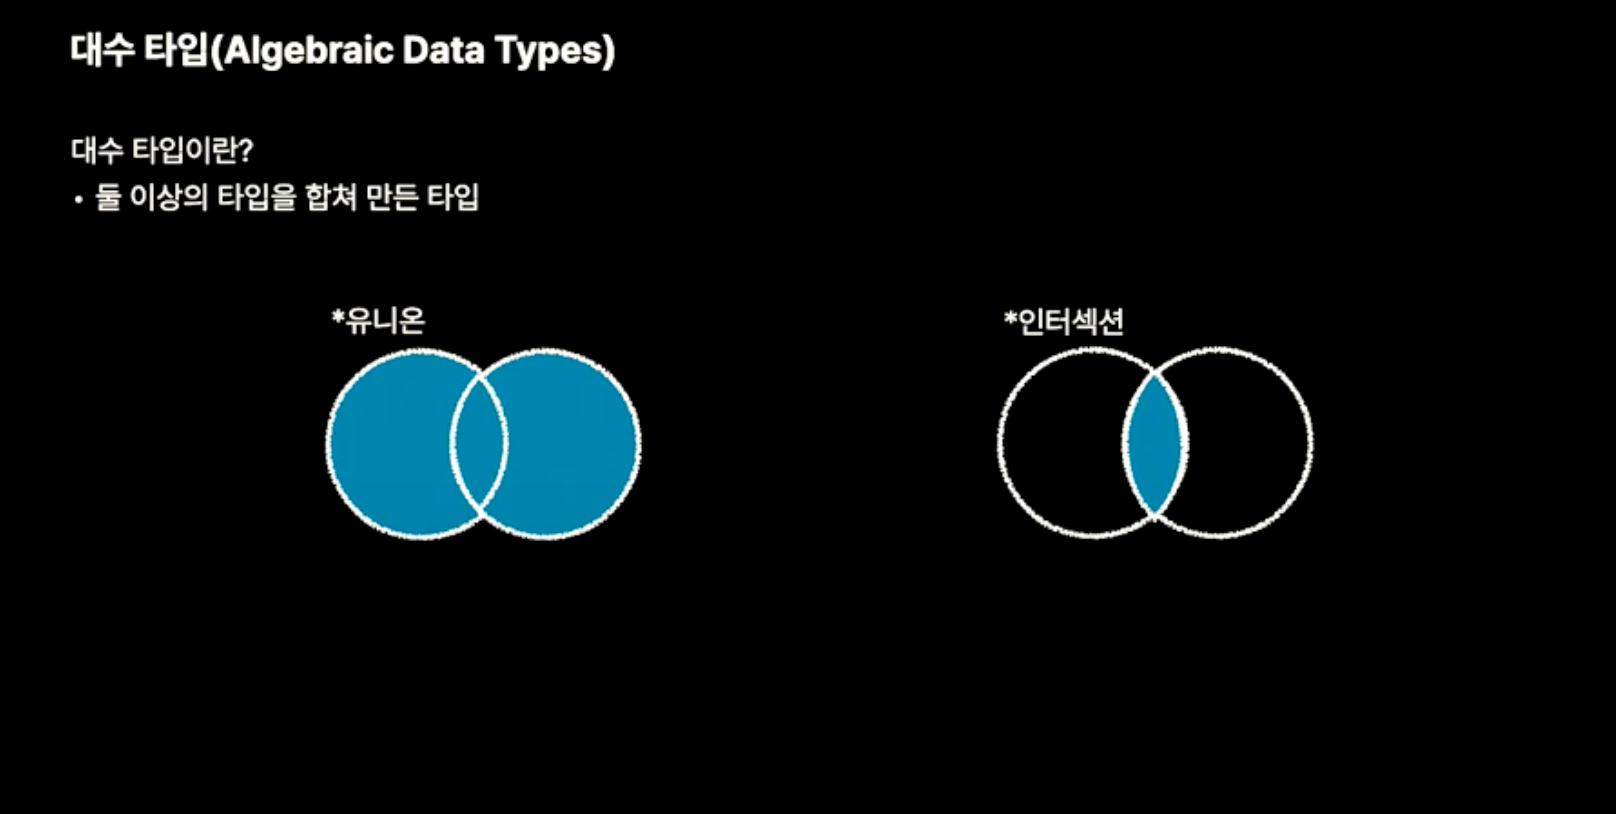 대수 타입(Algebraic Data Types)
대수 타입이란?
• 둘 이상의 타입을 합쳐 만든 타입
*유니온
*인터섹션